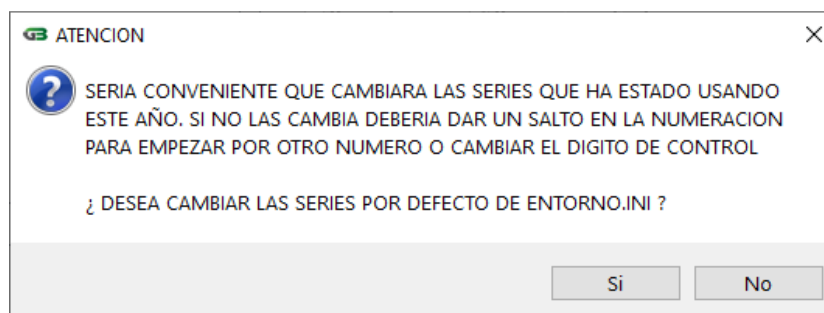 GB ATENCION
SERIA CONVENIENTE QUE CAMBIARA LAS SERIES QUE HA ESTADO USANDO
ESTE AÑO. SI NO LAS CAMBIA DEBERIA DAR UN SALTO EN LA NUMERACION
PARA EMPEZAR POR OTRO NUMERO O CAMBIAR EL DIGITO DE CONTROL
¿ DESEA CAMBIAR LAS SERIES POR DEFECTO DE ENTORNO.INI ?
Si No